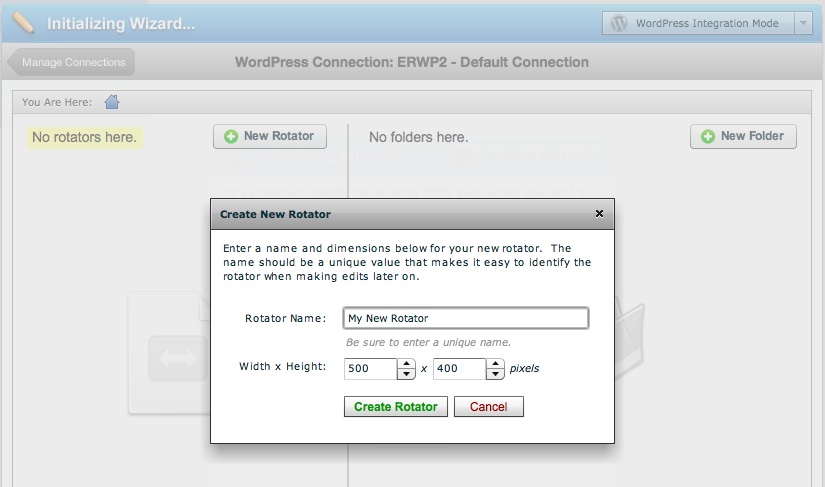 Initializing Wizard...
WordPress Integration Mode
Manage Connections
WordPress Connection: ERWP2 - Default Connection
You Are Here:
No rotators here.
New Rotator
No folders here.
New Folder
Create New Rotator
Enter a name and dimensions below for your new rotator. The
name should be a unique value that makes it easy to identify the
rotator when making edits later on.
Rotator Name: My New Rotator
Be sure to enter a unique name.
Width x Height: 500 x 400 pixels
Create Rotator Cancel